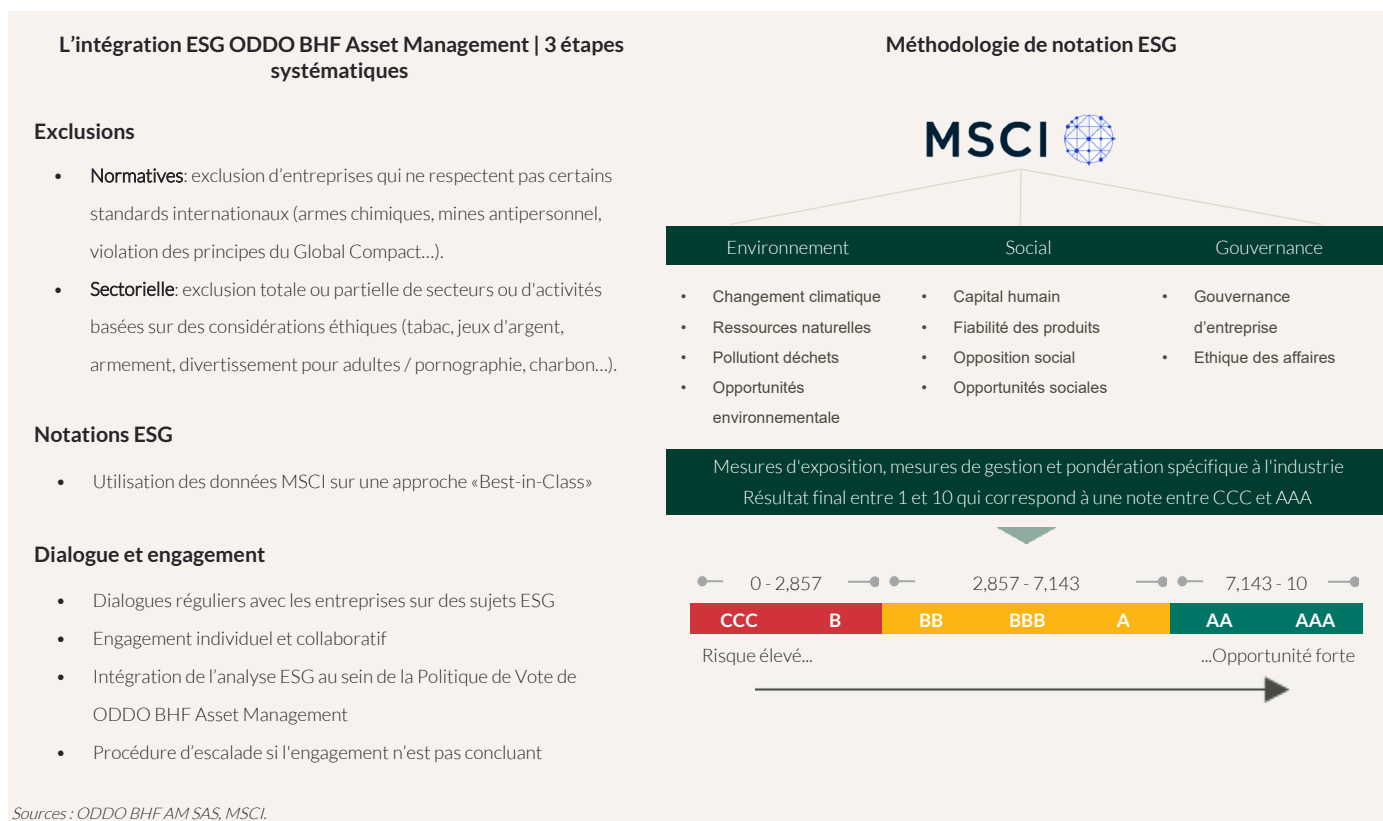 L'intégration ESG ODDO BHF Asset Management | 3 étapes
systématiques
Exclusions
• Normatives: exclusion d'entreprises qui ne respectent pas certains
standards internationaux (armes chimiques, mines antipersonnel,
violation des principes du Global Compact…).
• Sectorielle: exclusion totale ou partielle de secteurs ou d'activités
basées sur des considérations éthiques (tabac, jeux d'argent,
armement, divertissement pour adultes / pornographie, charbon…).
Notations ESG
• Utilisation des données MSCI sur une approche «Best-in-Class»
Dialogue et engagement
• Dialogues réguliers avec les entreprises sur des sujets ESG
• Engagement individuel et collaboratif
• Intégration de l'analyse ESG au sein de la Politique de Vote de
ODDO BHF Asset Management
• Procédure d'escalade si l'engagement n'est pas concluant
Méthodologie de notation ESG
MSCI
Environnement Social Gouvernance
• Changement climatique
• Ressources naturelles
• Pollutiont déchets
• Opportunités
environnementale
• Capital humain
• Fiabilité des produits
• Opposition social
• Opportunités sociales
• Gouvernance
d'entreprise
• Ethique des affaires
Mesures d'exposition, mesures de gestion et pondération spécifique à l'industrie
Résultat final entre 1 et 10 qui correspond à une note entre CCC et AAA
0 - 2,857 2,857 - 7,143 7,143 - 10
CCC B BB BBB A AA AAA
Risque élevé... ...Opportunité forte
Sources : ODDO BHF AM SAS, MSCI.